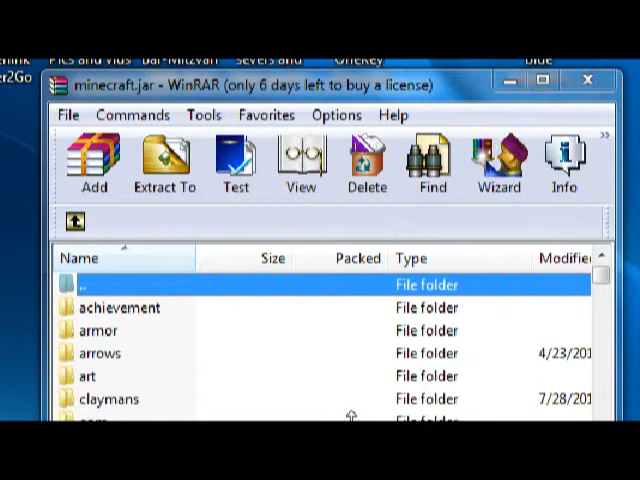 Pics and vids Bar-Mitzvah severs and OneKey blue
er2Go
minecraft.jar - WinRAR (only 6 days left to buy a license)
File Commands Tools Favorites Options Help
Add Extract To Test View Delete Find Wizard Info
Name Size Packed Type Modified
.. File folder
achievement File folder
armor File folder
arrows File folder 4/23/201
art File folder
claymans File folder 7/28/201
File folder